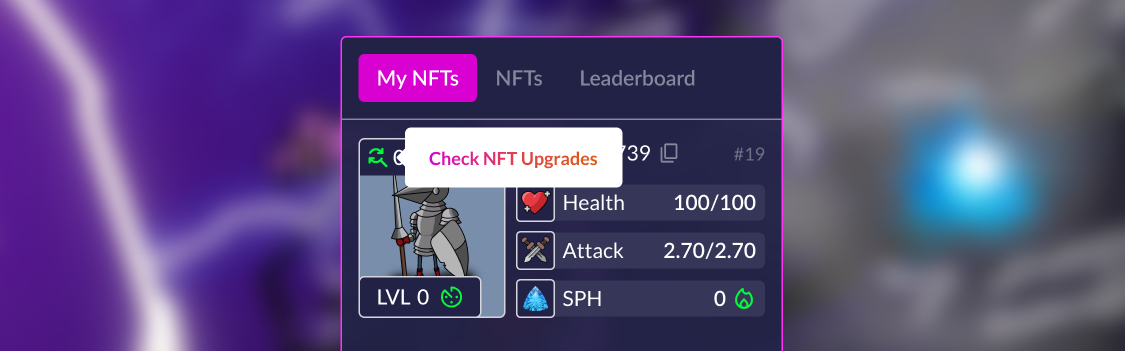 My NFTs NFTs Leaderboard
Check NFT Upgrades
739 #19
Health 100/100
Attack 2.70/2.70
LVL 0
SPH 0